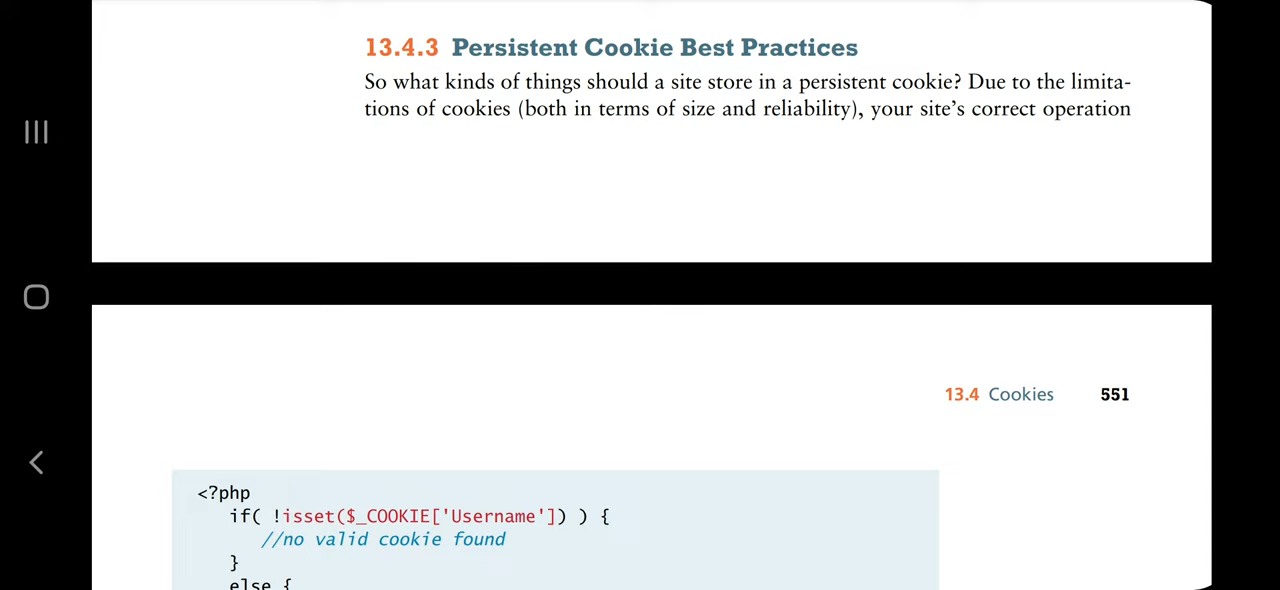 13.4.3 Persistent Cookie Best Practices
So what kinds of things should a site store in a persistent cookie? Due to the limita-
tions of cookies (both in terms of size and reliability), your site’s correct operation
13.4 Cookies 551
<?php
if( !isset($_COOKIE['Username']) ) {
//no valid cookie found
}
else {